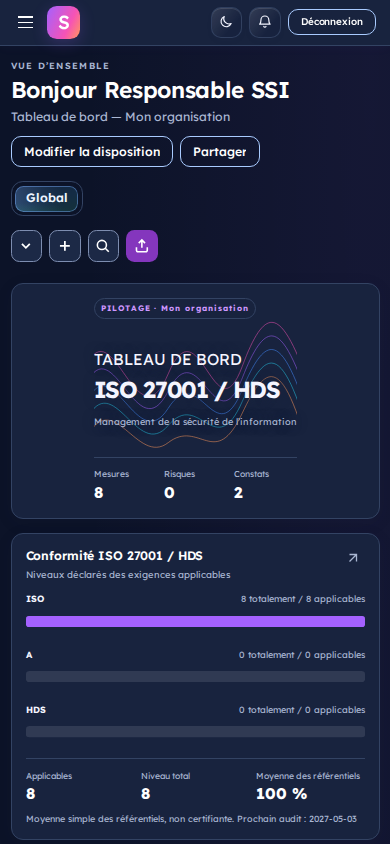 S
Déconnexion
VUE D'ENSEMBLE
Bonjour Responsable SSI
Tableau de bord — Mon organisation
Modifier la disposition
Partager
Global
PILOTAGE · Mon organisation
TABLEAU DE BORD
ISO 27001 / HDS
Management de la sécurité de l'information
Mesures Risques Constats
8 0 2
Conformité ISO 27001 / HDS
Niveaux déclarés des exigences applicables
ISO 8 totalement / 8 applicables
A 0 totalement / 0 applicables
HDS 0 totalement / 0 applicables
Applicables Niveau total Moyenne des référentiels
8 8 100 %
Moyenne simple des référentiels, non certifiante. Prochain audit : 2027-05-03